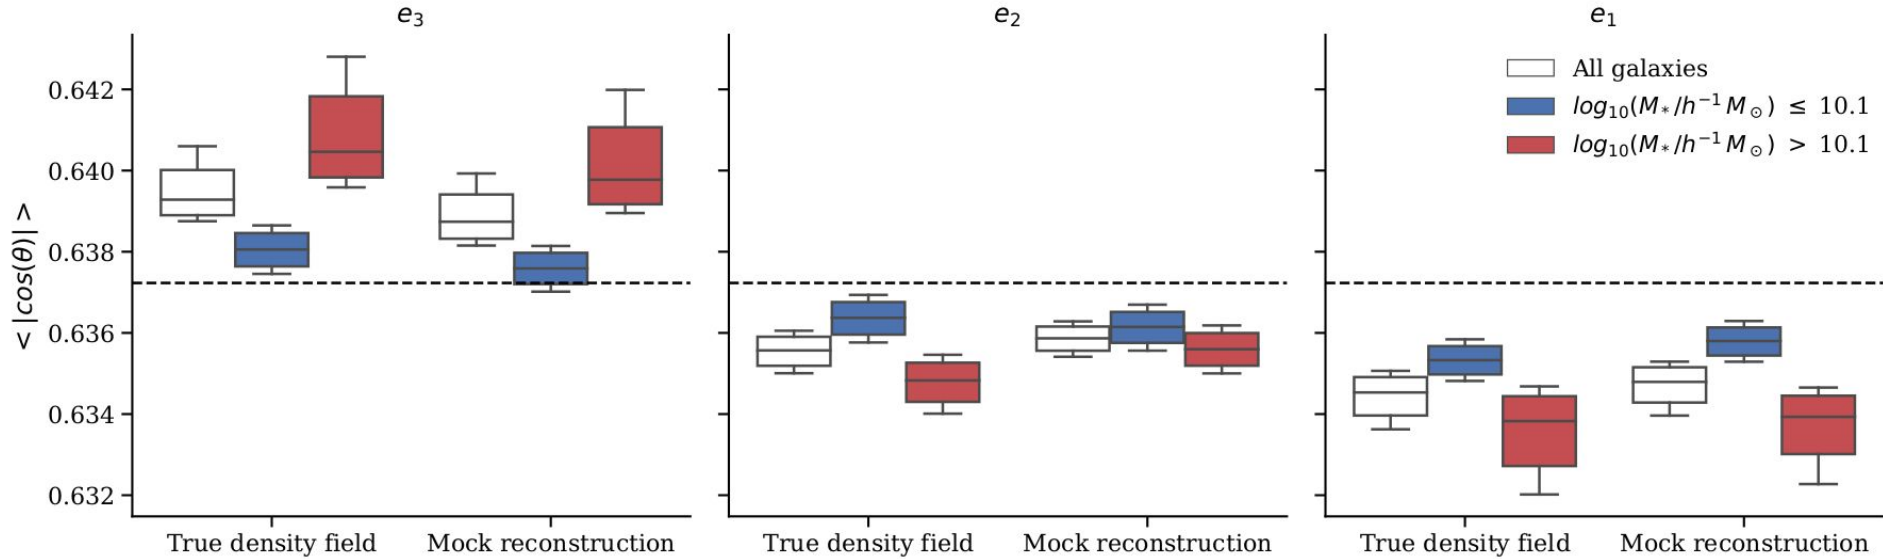 e₃ e₂ e₁
All galaxies
log₁₀(M*/h⁻¹ M⊙) ≤ 10.1
log₁₀(M*/h⁻¹ M⊙) > 10.1
< |cos(θ)| >
0.642
0.640
0.638
0.636
0.634
0.632
True density field Mock reconstruction True density field Mock reconstruction True density field Mock reconstruction